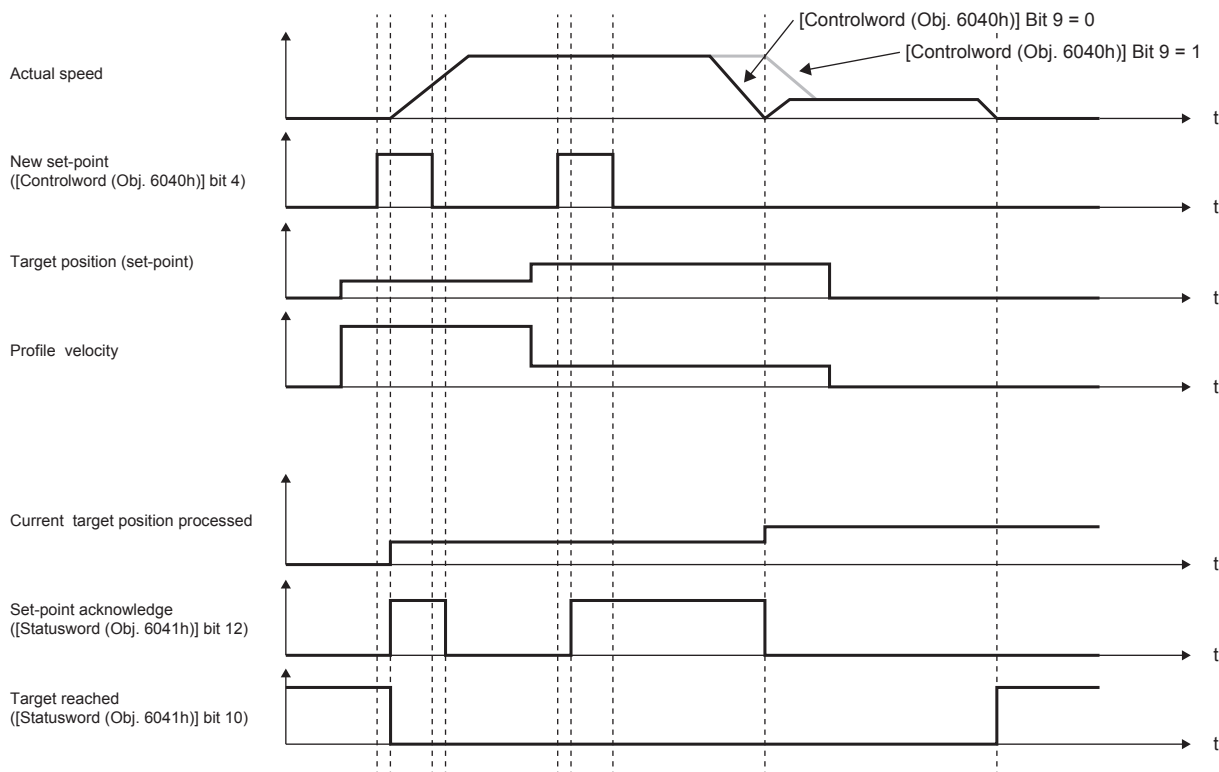 [Controlword (Obj. 6040h)] Bit 9 = 0
[Controlword (Obj. 6040h)] Bit 9 = 1
Actual speed
t
New set-point
([Controlword (Obj. 6040h)] bit 4)
t
Target position (set-point)
t
Profile velocity
t
Current target position processed
t
Set-point acknowledge
([Statusword (Obj. 6041h)] bit 12)
t
Target reached
([Statusword (Obj. 6041h)] bit 10)
t